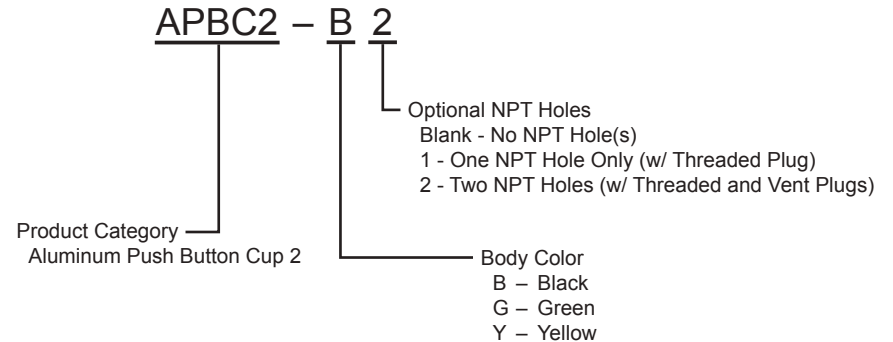 APBC2 – B 2
Optional NPT Holes
Blank - No NPT Hole(s)
1 - One NPT Hole Only (w/ Threaded Plug)
2 - Two NPT Holes (w/ Threaded and Vent Plugs)
Product Category
Aluminum Push Button Cup 2
Body Color
B – Black
G – Green
Y – Yellow